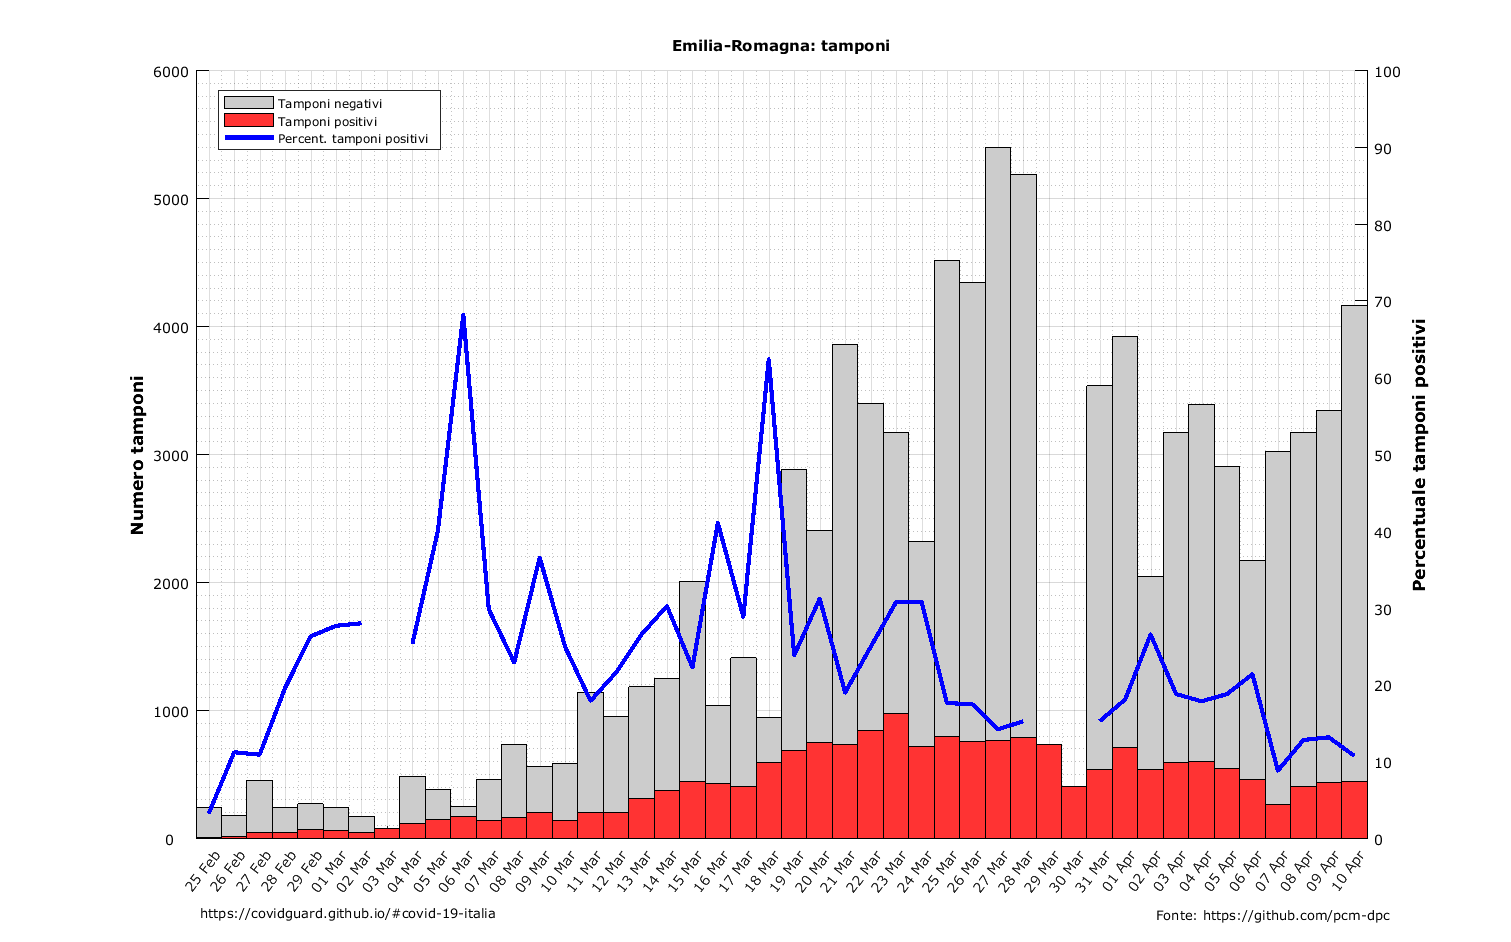 Emilia-Romagna: tamponi
Tamponi negativi
Tamponi positivi
Percent. tamponi positivi
Numero tamponi
6000
5000
4000
3000
2000
1000
0
Percentuale tamponi positivi
100
90
80
70
60
50
40
30
20
10
0
25 Feb
26 Feb
27 Feb
28 Feb
29 Feb
01 Mar
02 Mar
03 Mar
04 Mar
05 Mar
06 Mar
07 Mar
08 Mar
09 Mar
10 Mar
11 Mar
12 Mar
13 Mar
14 Mar
15 Mar
16 Mar
17 Mar
18 Mar
19 Mar
20 Mar
21 Mar
22 Mar
23 Mar
24 Mar
25 Mar
26 Mar
27 Mar
28 Mar
29 Mar
30 Mar
31 Mar
01 Apr
02 Apr
03 Apr
04 Apr
05 Apr
06 Apr
07 Apr
08 Apr
09 Apr
10 Apr
https://covidguard.github.io/#covid-19-italia
Fonte: https://github.com/pcm-dpc